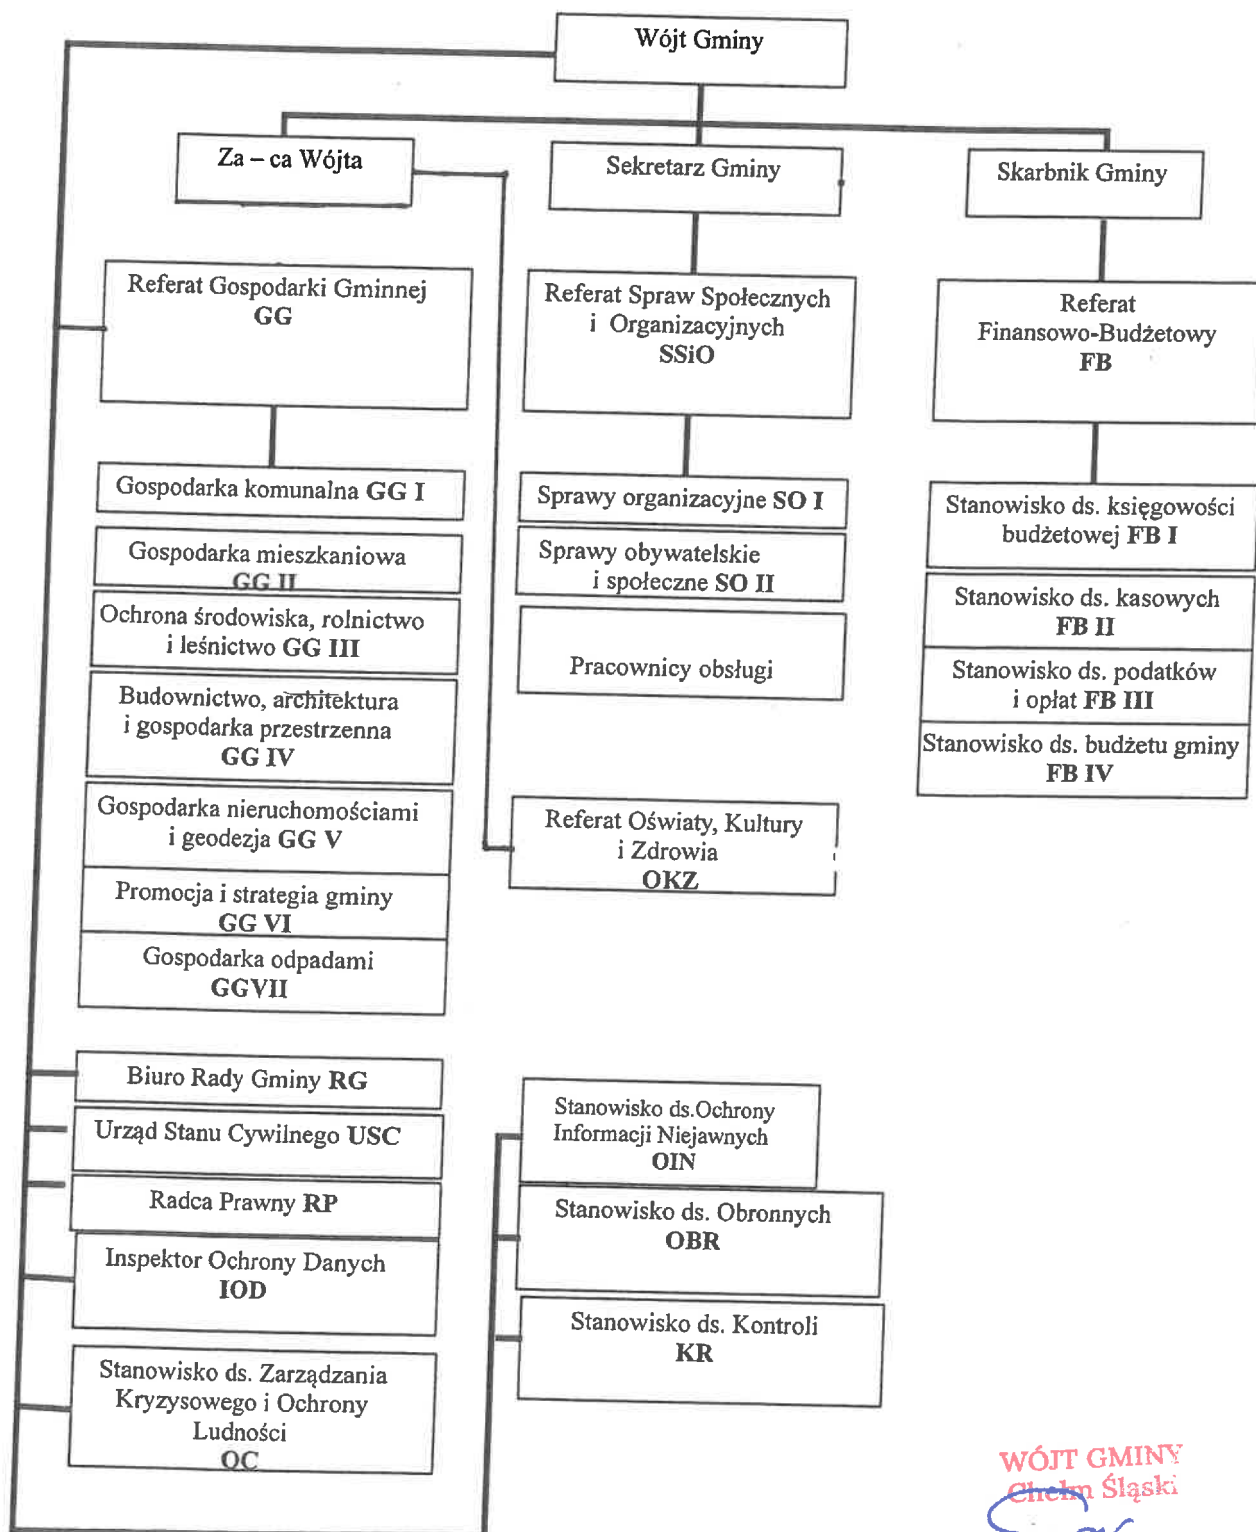 Wójt Gminy
Za – ca Wójta
Sekretarz Gminy
Skarbnik Gminy
Referat Gospodarki Gminnej
GG
Referat Spraw Społecznych
i Organizacyjnych
SSiO
Referat
Finansowo-Budżetowy
FB
Gospodarka komunalna GG I
Gospodarka mieszkaniowa
GG II
Ochrona środowiska, rolnictwo
i leśnictwo GG III
Budownictwo, architektura
i gospodarka przestrzenna
GG IV
Gospodarka nieruchomościami
i geodezja GG V
Promocja i strategia gminy
GG VI
Gospodarka odpadami
GGVII
Sprawy organizacyjne SO I
Sprawy obywatelskie
i społeczne SO II
Pracownicy obsługi
Stanowisko ds. księgowości
budżetowej FB I
Stanowisko ds. kasowych
FB II
Stanowisko ds. podatków
i opłat FB III
Stanowisko ds. budżetu gminy
FB IV
Referat Oświaty, Kultury
i Zdrowia
OKZ
Biuro Rady Gminy RG
Urząd Stanu Cywilnego USC
Radca Prawny RP
Inspektor Ochrony Danych
IOD
Stanowisko ds. Zarządzania
Kryzysowego i Ochrony
Ludności
OC
Stanowisko ds.Ochrony
Informacji Niejawnych
OIN
Stanowisko ds. Obronnych
OBR
Stanowisko ds. Kontroli
KR
WÓJT GMINY
Chełm Śląski